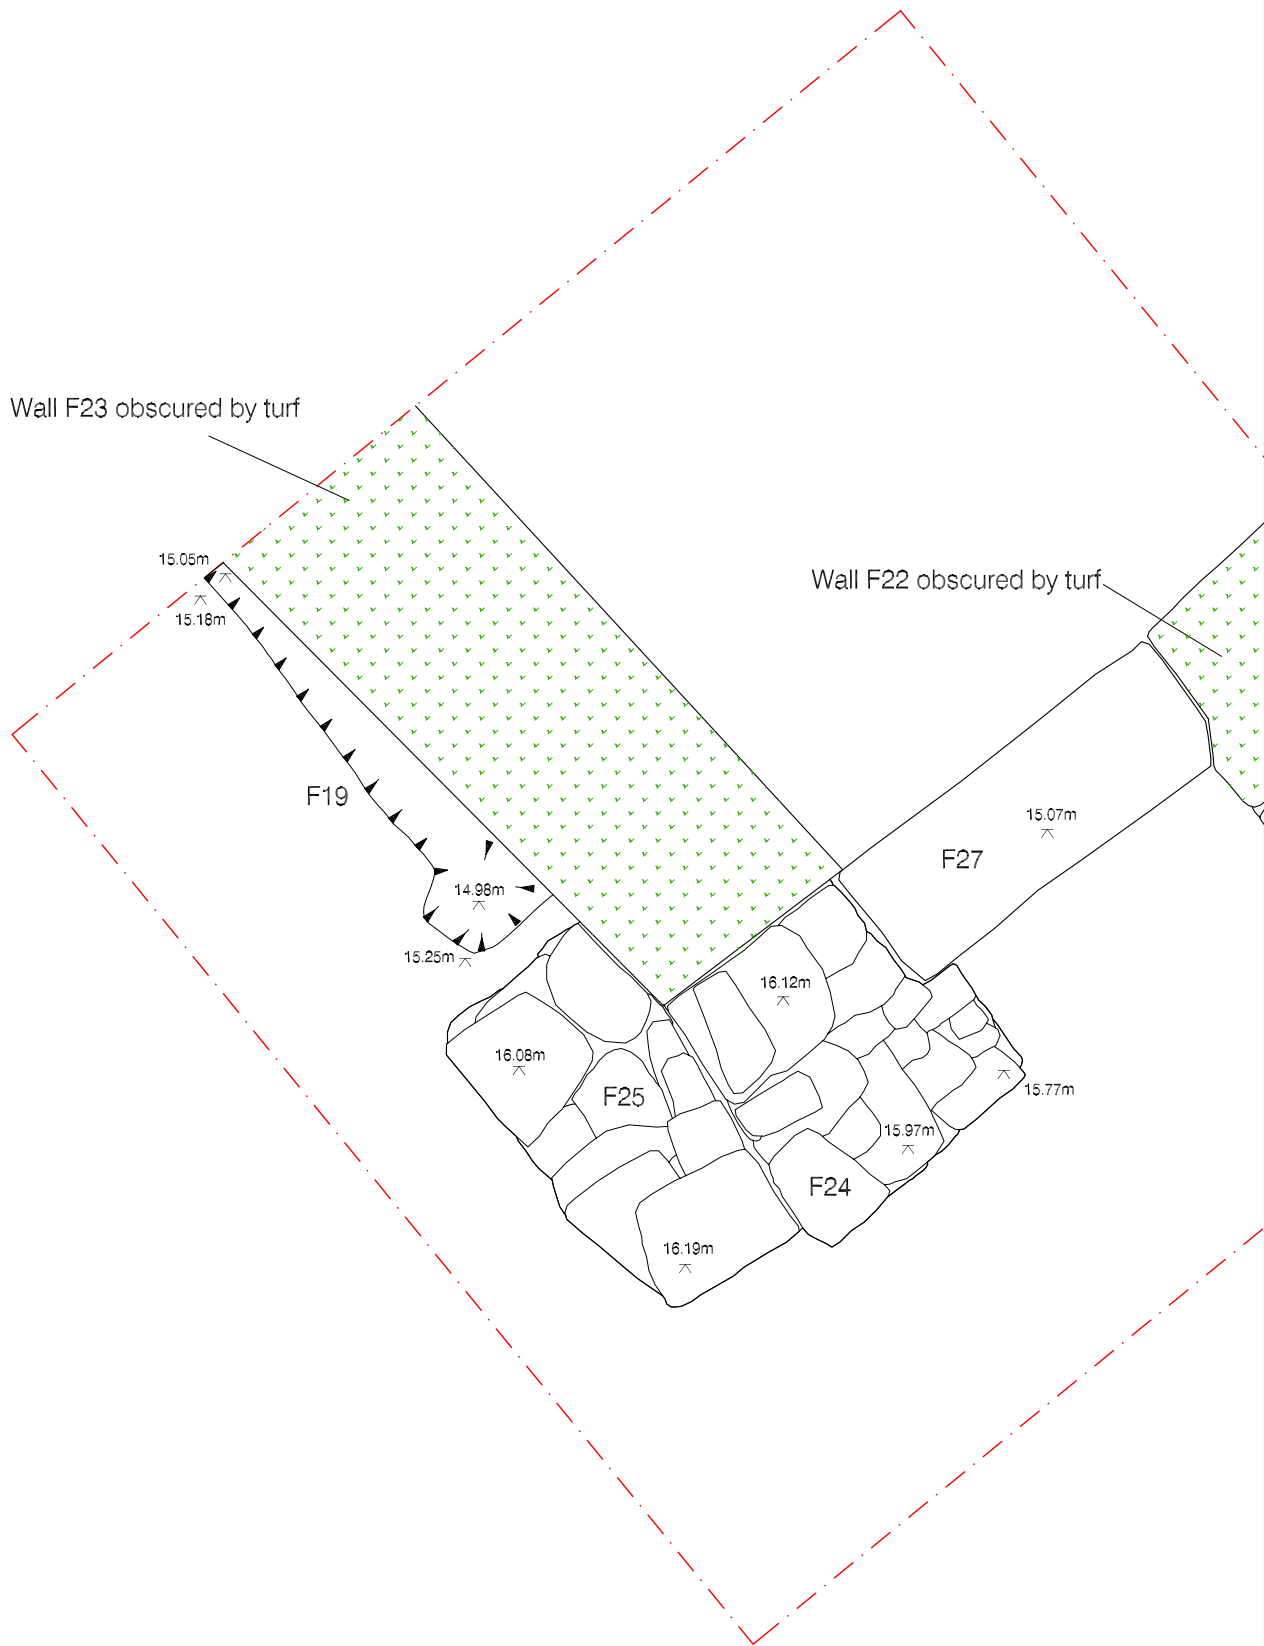 Wall F23 obscured by turf
15.05m
Wall F22 obscured by turf
15.18m
F19
15.07m
F27
14.98m
15.25m
16.12m
16.08m
F25
15.77m
15.97m
F24
16.19m